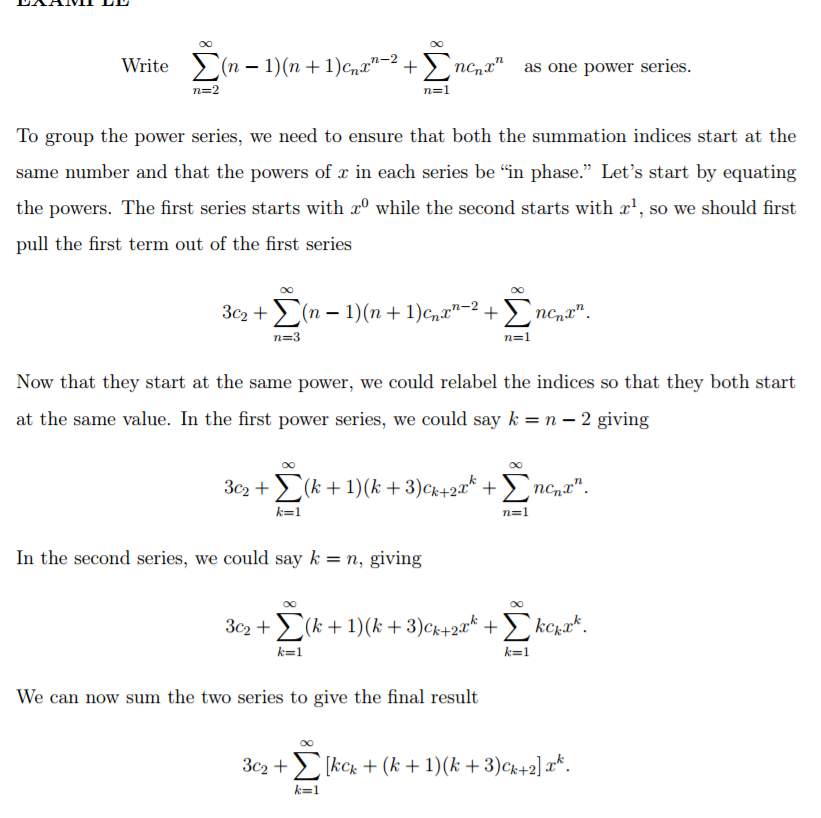 EXAMPLE
Write $\sum_{n=2}^{\infty}(n-1)(n+1)c_n x^{n-2} + \sum_{n=1}^{\infty} nc_n x^n$ as one power series.
To group the power series, we need to ensure that both the summation indices start at the
same number and that the powers of $x$ in each series be “in phase.” Let’s start by equating
the powers. The first series starts with $x^0$ while the second starts with $x^1$, so we should first
pull the first term out of the first series
$3c_2 + \sum_{n=3}^{\infty}(n-1)(n+1)c_n x^{n-2} + \sum_{n=1}^{\infty} nc_n x^n.$
Now that they start at the same power, we could relabel the indices so that they both start
at the same value. In the first power series, we could say $k = n - 2$ giving
$3c_2 + \sum_{k=1}^{\infty}(k+1)(k+3)c_{k+2} x^k + \sum_{n=1}^{\infty} nc_n x^n.$
In the second series, we could say $k = n$, giving
$3c_2 + \sum_{k=1}^{\infty}(k+1)(k+3)c_{k+2} x^k + \sum_{k=1}^{\infty} kc_k x^k.$
We can now sum the two series to give the final result
$3c_2 + \sum_{k=1}^{\infty}[kc_k + (k+1)(k+3)c_{k+2}] x^k.$